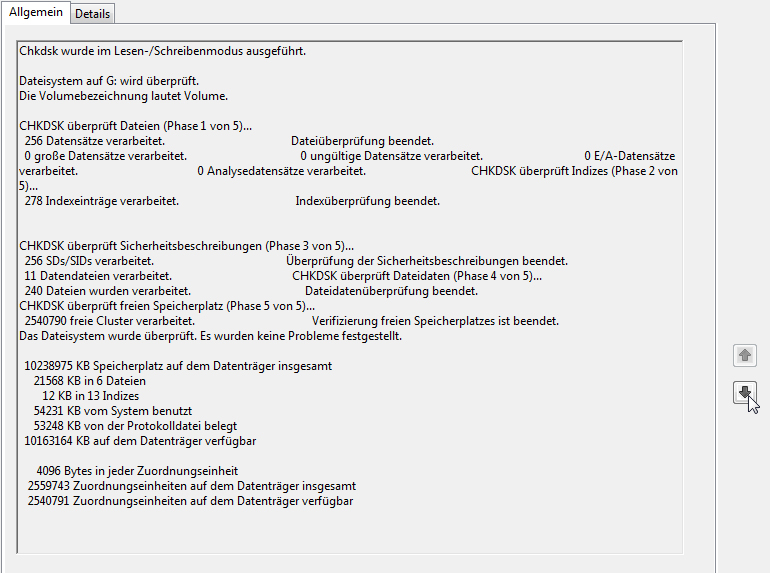 Allgemein Details
Chkdsk wurde im Lesen-/Schreibenmodus ausgeführt.
Dateisystem auf G: wird überprüft.
Die Volumebezeichnung lautet Volume.
CHKDSK überprüft Dateien (Phase 1 von 5)...
256 Datensätze verarbeitet. Dateiüberprüfung beendet.
0 große Datensätze verarbeitet. 0 ungültige Datensätze verarbeitet. 0 E/A-Datensätze
verarbeitet. 0 Analysedatensätze verarbeitet. CHKDSK überprüft Indizes (Phase 2 von
5)...
278 Indexeinträge verarbeitet. Indexüberprüfung beendet.
CHKDSK überprüft Sicherheitsbeschreibungen (Phase 3 von 5)...
256 SDs/SIDs verarbeitet. Überprüfung der Sicherheitsbeschreibungen beendet.
11 Datendateien verarbeitet. CHKDSK überprüft Dateidaten (Phase 4 von 5)...
240 Dateien wurden verarbeitet. Dateidatenüberprüfung beendet.
CHKDSK überprüft freien Speicherplatz (Phase 5 von 5)...
2540790 freie Cluster verarbeitet. Verifizierung freien Speicherplatzes ist beendet.
Das Dateisystem wurde überprüft. Es wurden keine Probleme festgestellt.
10238975 KB Speicherplatz auf dem Datenträger insgesamt
21568 KB in 6 Dateien
12 KB in 13 Indizes
54231 KB vom System benutzt
53248 KB von der Protokolldatei belegt
10163164 KB auf dem Datenträger verfügbar
4096 Bytes in jeder Zuordnungseinheit
2559743 Zuordnungseinheiten auf dem Datenträger insgesamt
2540791 Zuordnungseinheiten auf dem Datenträger verfügbar